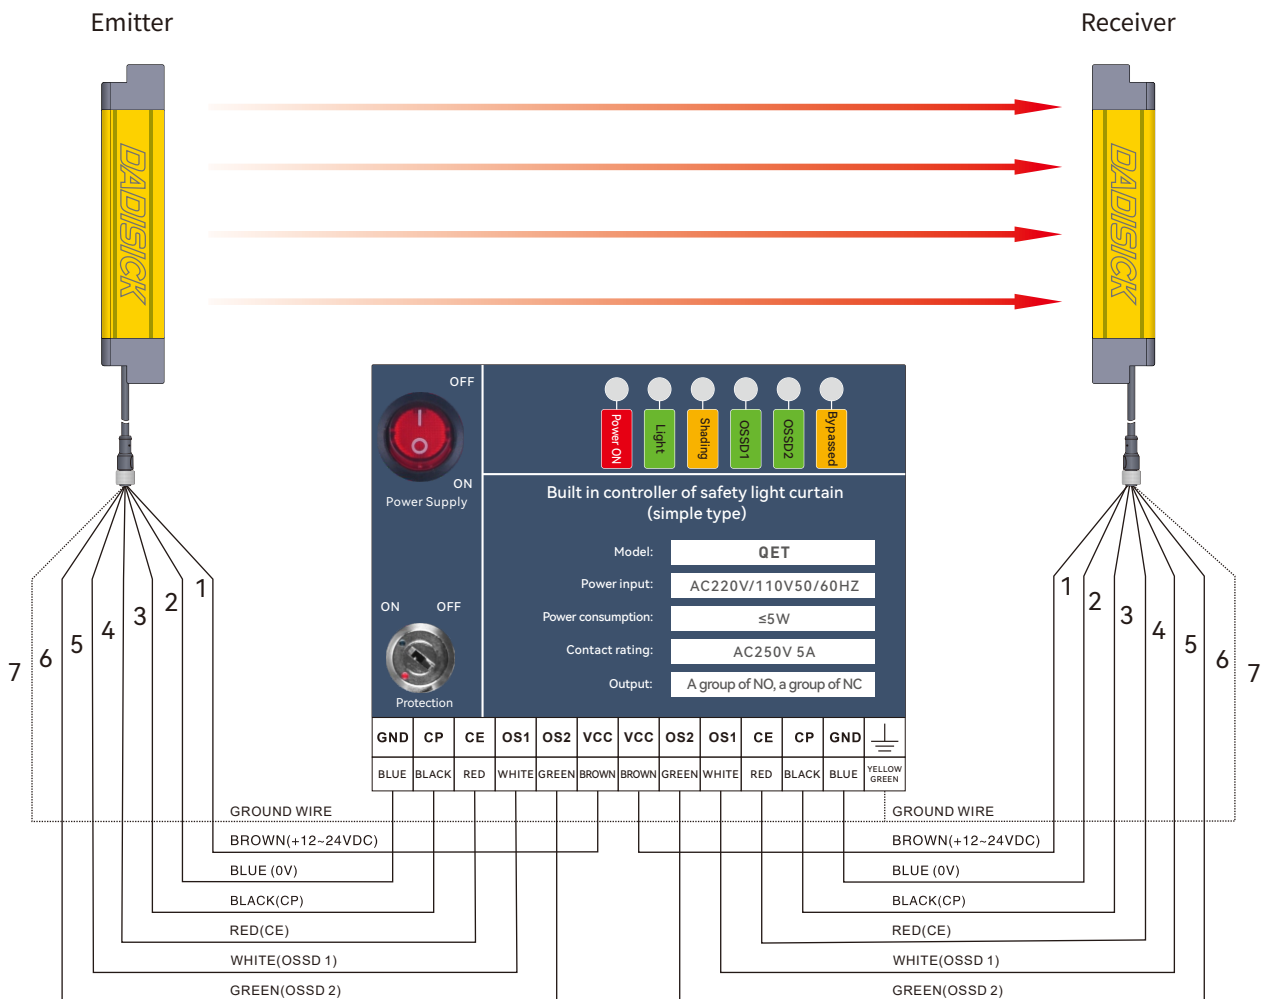 Emitter
Receiver
DADISICK
DADISICK
OFF
ON
Power Supply
Power ON
Light
Shading
OSSD1
OSSD2
Bypassed
Built in controller of safety light curtain
(simple type)
Model: QET
Power input: AC220V/110V50/60HZ
Power consumption: ≤5W
Contact rating: AC250V 5A
Output: A group of NO, a group of NC
ON OFF
Protection
GND CP CE OS1 OS2 VCC VCC OS2 OS1 CE CP GND
BLUE BLACK RED WHITE GREEN BROWN BROWN GREEN WHITE RED BLACK BLUE YELLOW GREEN
7 6 5 4 3 2 1
1 2 3 4 5 6 7
GROUND WIRE
BROWN(+12~24VDC)
BLUE (0V)
BLACK(CP)
RED(CE)
WHITE(OSSD 1)
GREEN(OSSD 2)
GROUND WIRE
BROWN(+12~24VDC)
BLUE (0V)
BLACK(CP)
RED(CE)
WHITE(OSSD 1)
GREEN(OSSD 2)